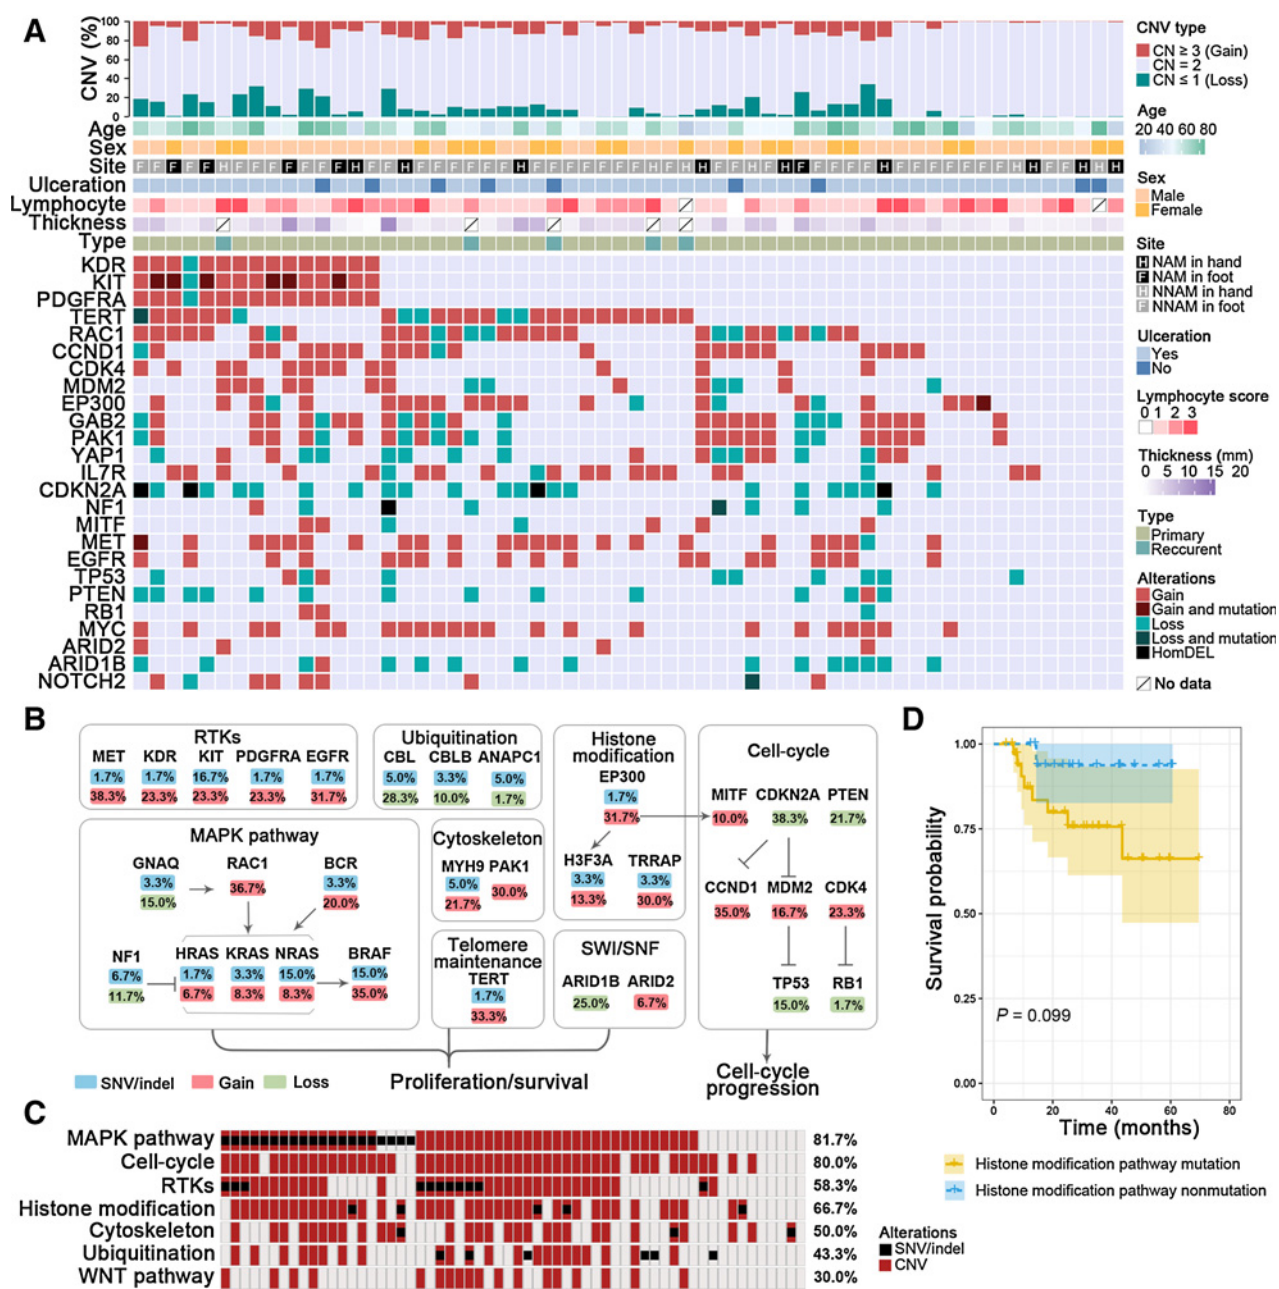 A
CNV (%)
100
80
60
40
20
0
Age
Sex
Site
F F F F F H F F F F F F F H F F H F F F F F F H F F F F F F F H F H H F F F F H F F F F H F F F F F F F F H H F F H H H
Ulceration
Lymphocyte
Thickness
Type
KDR
KIT
PDGFRA
TERT
RAC1
CCND1
CDK4
MDM2
EP300
GAB2
PAK1
YAP1
IL7R
CDKN2A
NF1
MITF
MET
EGFR
TP53
PTEN
RB1
MYC
ARID2
ARID1B
NOTCH2
CNV type
CN ≥ 3 (Gain)
CN = 2
CN ≤ 1 (Loss)
Age
20 40 60 80
Sex
Male
Female
Site
H NAM in hand
F NAM in foot
H NNAM in hand
F NNAM in foot
Ulceration
Yes
No
Lymphocyte score
0 1 2 3
Thickness (mm)
0 5 10 15 20
Type
Primary
Reccurent
Alterations
Gain
Gain and mutation
Loss
Loss and mutation
HomDEL
No data
B
RTKs
MET KDR KIT PDGFRA EGFR
1.7% 1.7% 16.7% 1.7% 1.7%
38.3% 23.3% 23.3% 23.3% 31.7%
Ubiquitination
CBL CBLB ANAPC1
5.0% 3.3% 5.0%
28.3% 10.0% 1.7%
Histone
modification
EP300
1.7%
31.7%
H3F3A TRRAP
3.3% 3.3%
13.3% 30.0%
Cell-cycle
MITF CDKN2A PTEN
10.0% 38.3% 21.7%
CCND1 MDM2 CDK4
35.0% 16.7% 23.3%
TP53 RB1
15.0% 1.7%
MAPK pathway
GNAQ RAC1 BCR
3.3% 36.7% 3.3%
15.0% 20.0%
NF1 HRAS KRAS NRAS BRAF
6.7% 1.7% 3.3% 15.0% 15.0%
11.7% 6.7% 8.3% 8.3% 35.0%
Cytoskeleton
MYH9 PAK1
5.0% 30.0%
21.7%
Telomere
maintenance
TERT
1.7%
33.3%
SWI/SNF
ARID1B ARID2
25.0% 6.7%
SNV/indel Gain Loss
Proliferation/survival
Cell-cycle
progression
C
MAPK pathway 81.7%
Cell-cycle 80.0%
RTKs 58.3%
Histone modification 66.7%
Cytoskeleton 50.0%
Ubiquitination 43.3%
WNT pathway 30.0%
Alterations
SNV/indel
CNV
D
Survival probability
1.00
0.75
0.50
0.25
0.00
P = 0.099
0 20 40 60 80
Time (months)
Histone modification pathway mutation
Histone modification pathway nonmutation